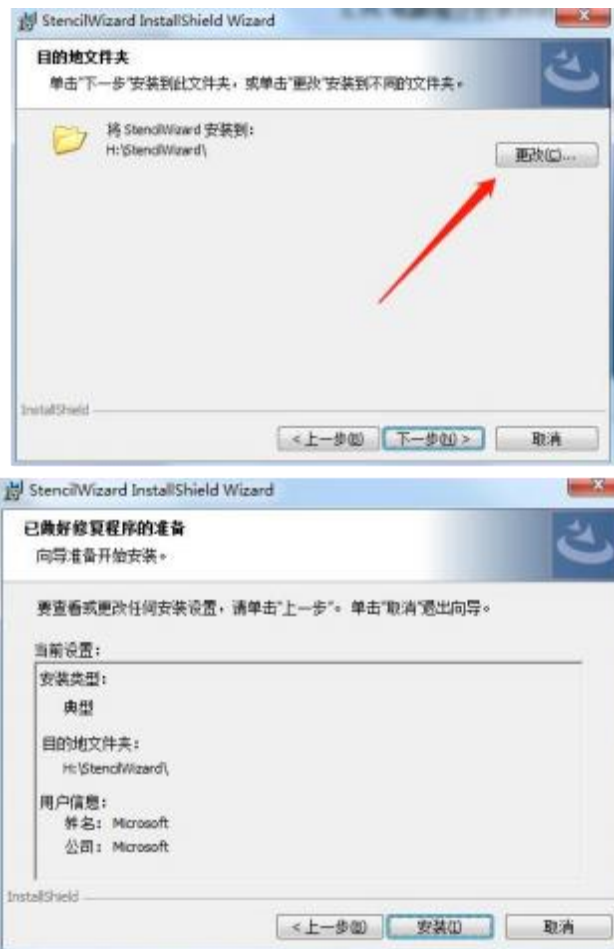 StencilWizard InstallShield Wizard
目的地文件夹
单击"下一步"安装到此文件夹，或单击"更改"安装到不同的文件夹。
将 StencilWizard 安装到：
H:\StencilWizard\
更改(C)...
InstallShield
<上一步(B) 下一步(N)> 取消
StencilWizard InstallShield Wizard
已做好修复程序的准备
向导准备开始安装。
要查看或更改任何安装设置，请单击"上一步"。单击"取消"退出向导。
当前设置：
安装类型：
典型
目的地文件夹：
H:\StencilWizard\
用户信息：
姓名：Microsoft
公司：Microsoft
InstallShield
<上一步(B) 安装(I) 取消